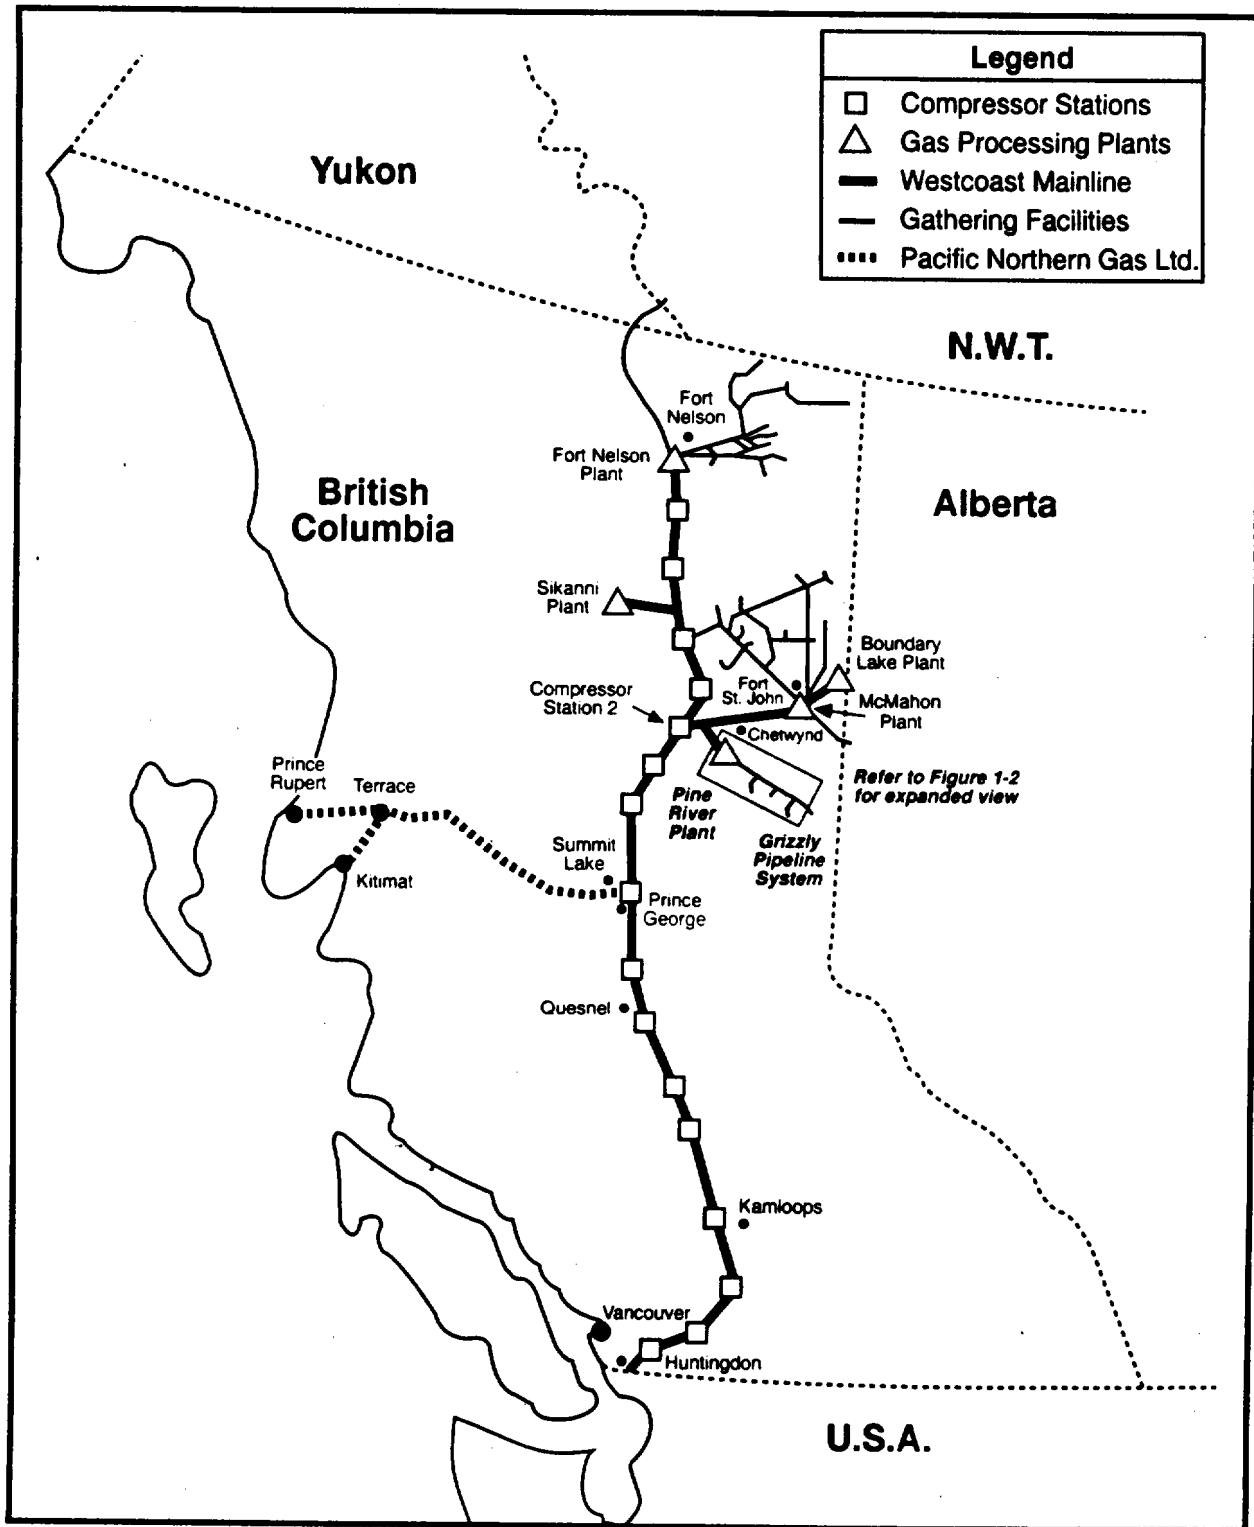 Legend
Compressor Stations
Gas Processing Plants
Westcoast Mainline
Gathering Facilities
Pacific Northern Gas Ltd.
Yukon
N.W.T.
Fort
Nelson
Fort Nelson
Plant
British
Columbia
Alberta
Sikanni
Plant
Boundary
Lake Plant
Fort
St. John
Compressor
Station 2
McMahon
Plant
Chetwynd
Prince
Rupert
Terrace
Refer to Figure 1-2
for expanded view
Pine
River
Plant
Grizzly
Pipeline
System
Summit
Lake
Kitimat
Prince
George
Quesnel
Kamloops
Vancouver
Huntingdon
U.S.A.